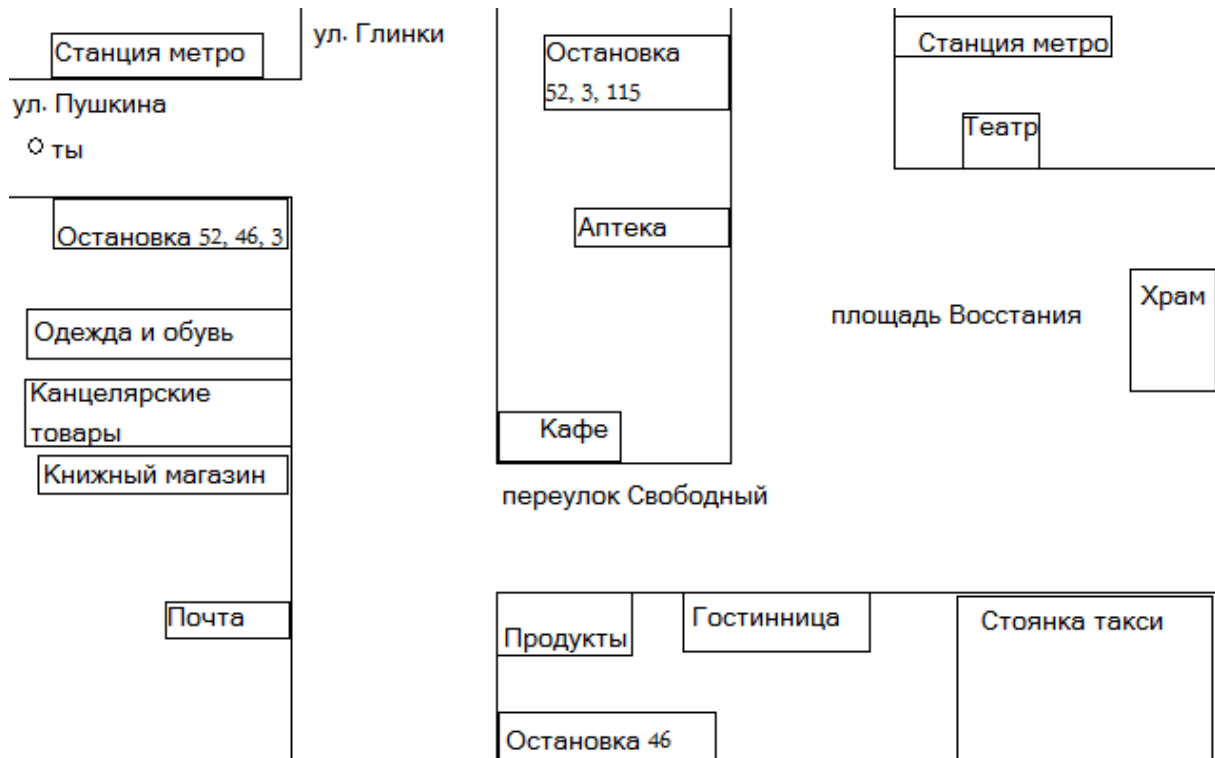 ул. Глинки
Станция метро
Остановка
52, 3, 115
Станция метро
ул. Пушкина
ты
Театр
Остановка 52, 46, 3
Аптека
Храм
площадь Восстания
Одежда и обувь
Канцелярские
товары
Кафе
Книжный магазин
переулок Свободный
Почта
Продукты
Гостинница
Стоянка такси
Остановка 46